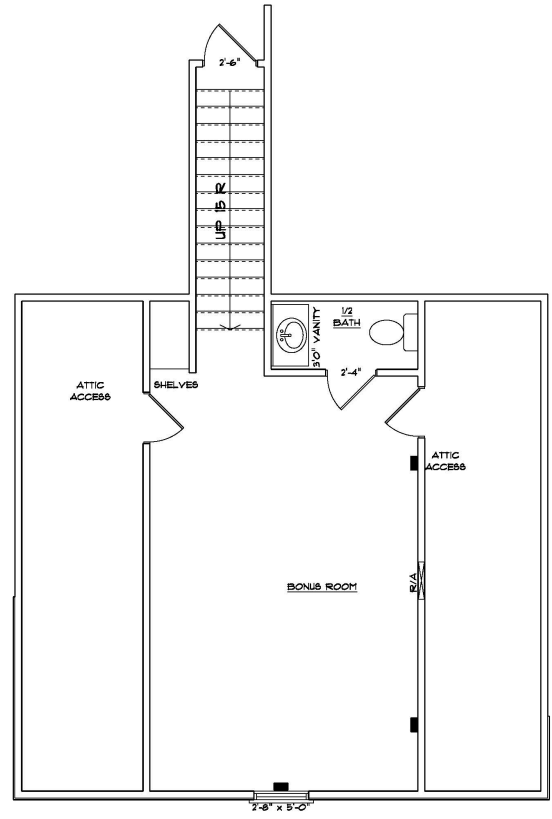 2'-6"
UP 15 R
3'0" VANITY
1/2
BATH
2'-4"
ATTIC
ACCESS
SHELVES
ATTIC
ACCESS
R/A
BONUS ROOM
2'-8" x 5'-0"